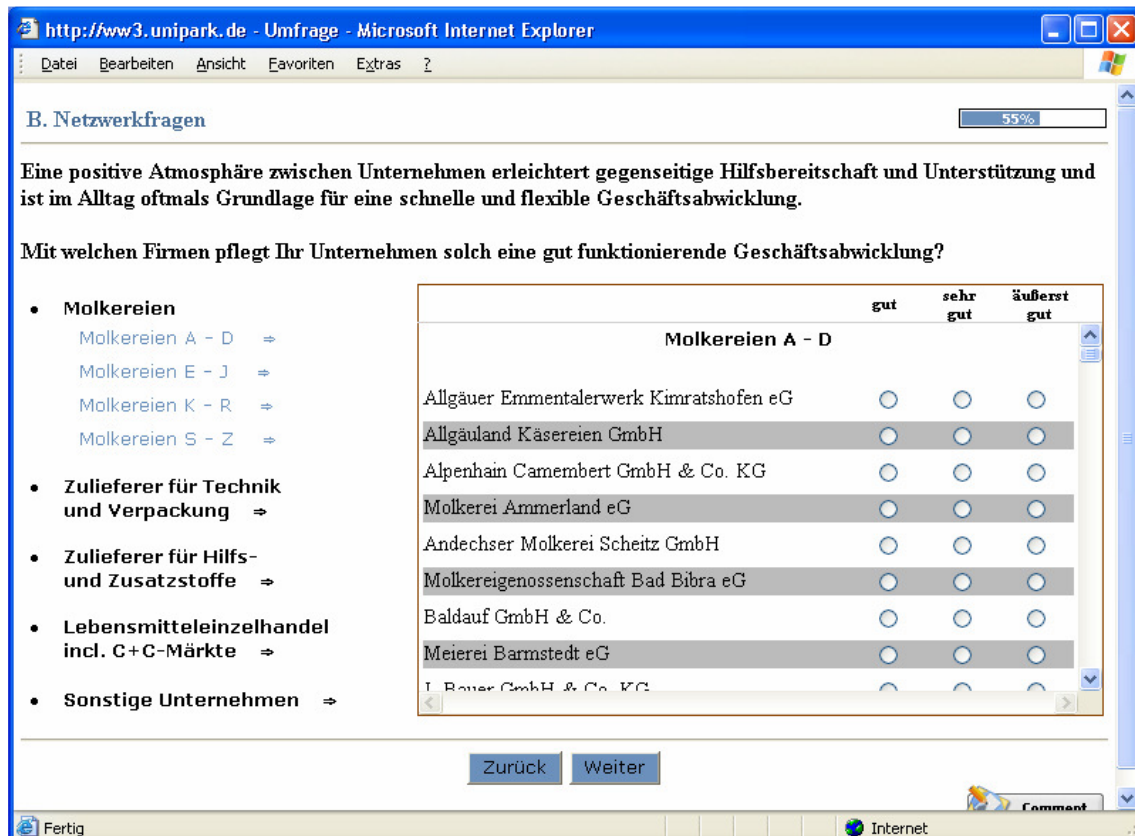 http://ww3.unipark.de - Umfrage - Microsoft Internet Explorer
Datei Bearbeiten Ansicht Favoriten Extras ?
B. Netzwerkfragen
55%
Eine positive Atmosphäre zwischen Unternehmen erleichtert gegenseitige Hilfsbereitschaft und Unterstützung und
ist im Alltag oftmals Grundlage für eine schnelle und flexible Geschäftsabwicklung.
Mit welchen Firmen pflegt Ihr Unternehmen solch eine gut funktionierende Geschäftsabwicklung?
• Molkereien
Molkereien A - D ⇒
Molkereien E - J ⇒
Molkereien K - R ⇒
Molkereien S - Z ⇒
• Zulieferer für Technik
und Verpackung ⇒
• Zulieferer für Hilfs-
und Zusatzstoffe ⇒
• Lebensmitteleinzelhandel
incl. C+C-Märkte ⇒
• Sonstige Unternehmen ⇒
gut
sehr
gut
äußerst
gut
Molkereien A - D
Allgäuer Emmentalerwerk Kimratshofen eG
Allgäuland Käsereien GmbH
Alpenhain Camembert GmbH & Co. KG
Molkerei Ammerland eG
Andechser Molkerei Scheitz GmbH
Molkereigenossenschaft Bad Bibra eG
Baldauf GmbH & Co.
Meierei Barmstedt eG
J. Bauer GmbH & Co. KG
Zurück Weiter
Comment
Fertig
Internet